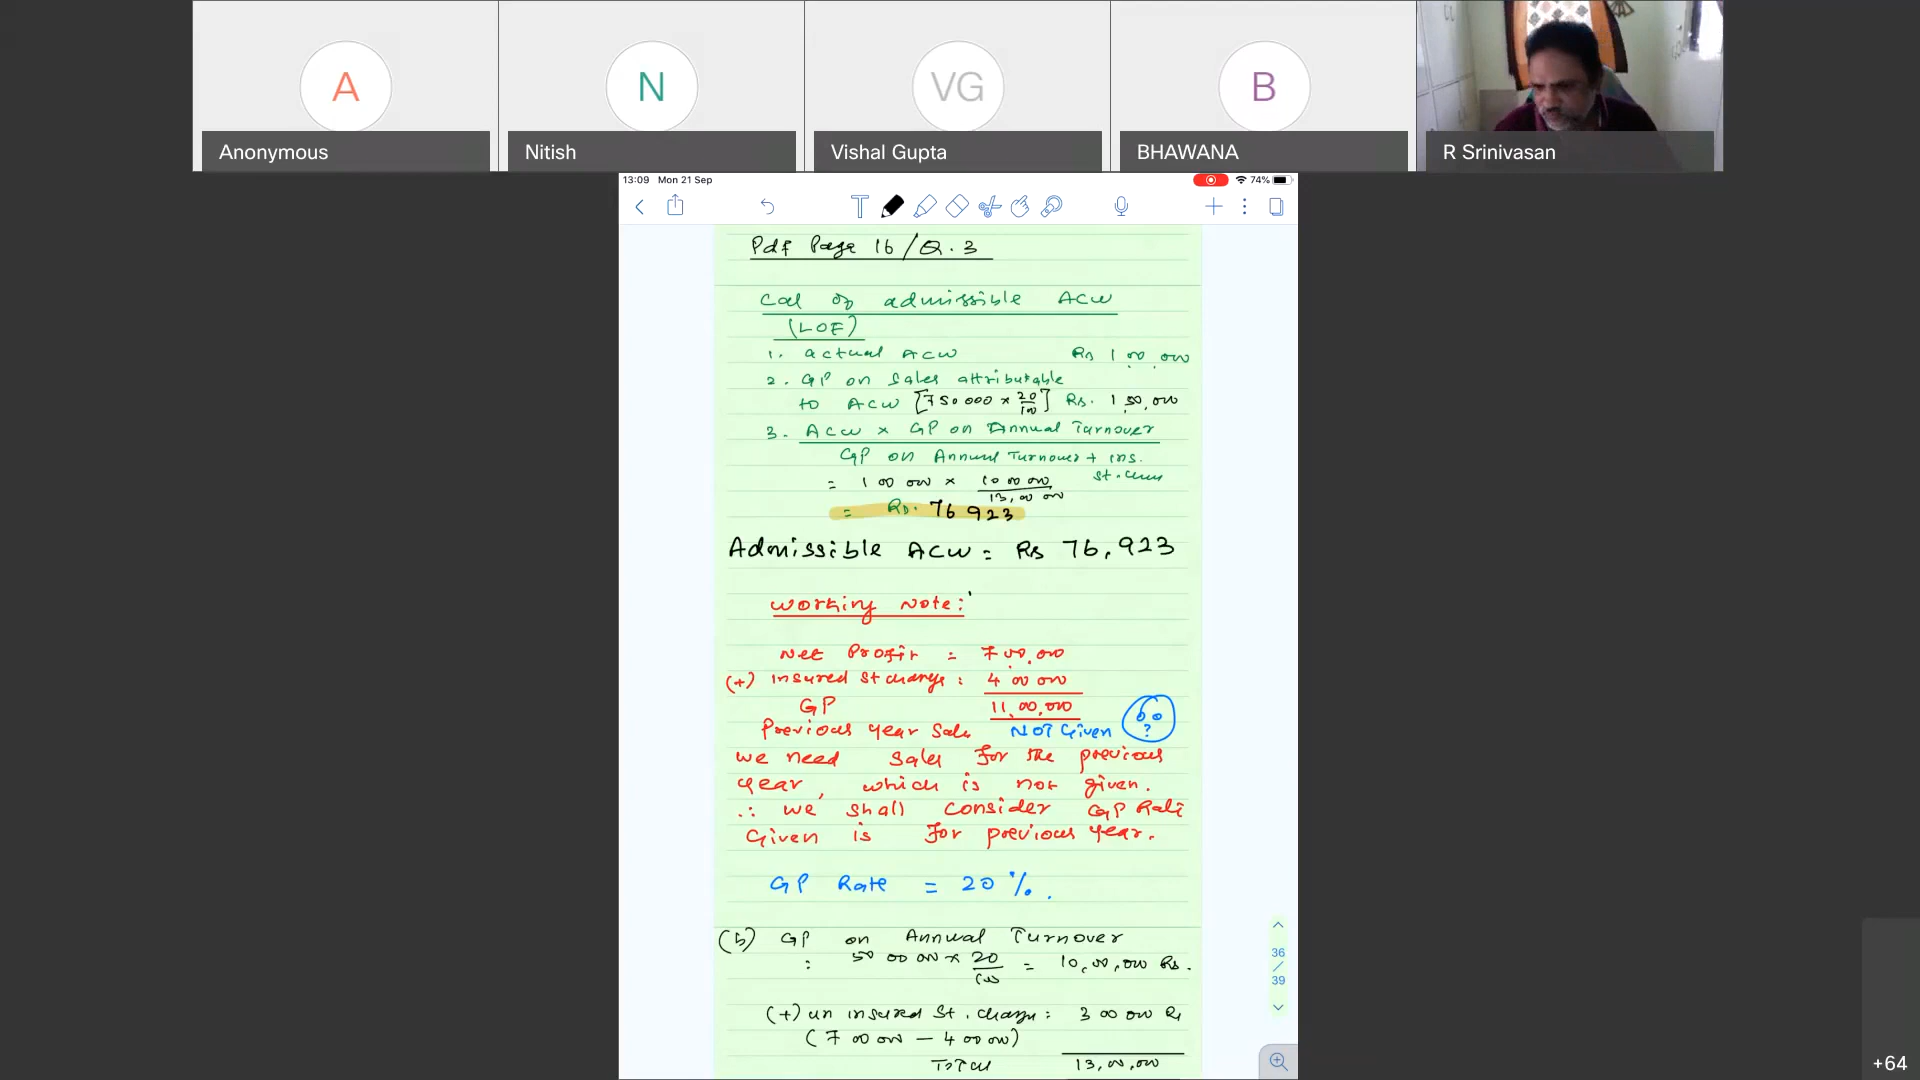 A
N
VG
B
Anonymous
Nitish
Vishal Gupta
BHAWANA
R Srinivasan
13:09 Mon 21 Sep
74%
Pdf Page 16/Q.3
Cal of admissible ACW
(LOF)
1. actual ACW Rs 1 00,000
2. GP on Sales attributable
to ACW [750000 × 20/100] Rs. 1,50,000
3. ACW × GP on Annual Turnover
GP on Annual Turnover + ins.
= 1 00 000 × 10 00 000 st. charge
13,00 000
= Rs. 76 923
Admissible ACW = Rs 76,923
Working Note:
Net Profit = 7 00,000
(+) insured St charge : 4 00 000
GP 11,00,000
Previous year Sales NOT Given ?
we need sales for the previous
year, which is not given.
∴ we shall consider GP Rate
Given is for previous year.
GP Rate = 20 %.
(b) GP on Annual Turnover
: 50 00 000 × 20/100 = 10,00,000 Rs.
(+) un insured St. charge : 3 00 000 Rs
(7 00 000 — 4 00 000)
TOTAL 13,00,000
36
/
39
+64